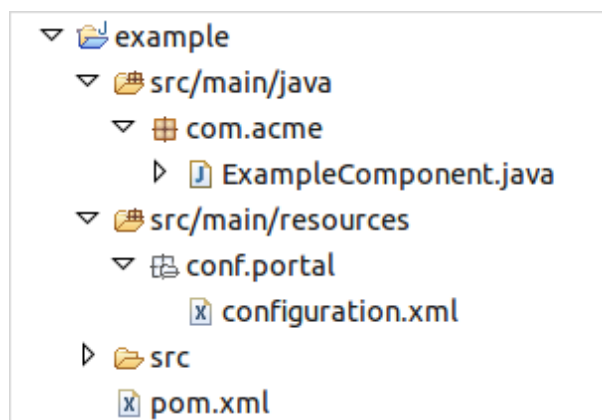 example
src/main/java
com.acme
ExampleComponent.java
src/main/resources
conf.portal
configuration.xml
src
pom.xml